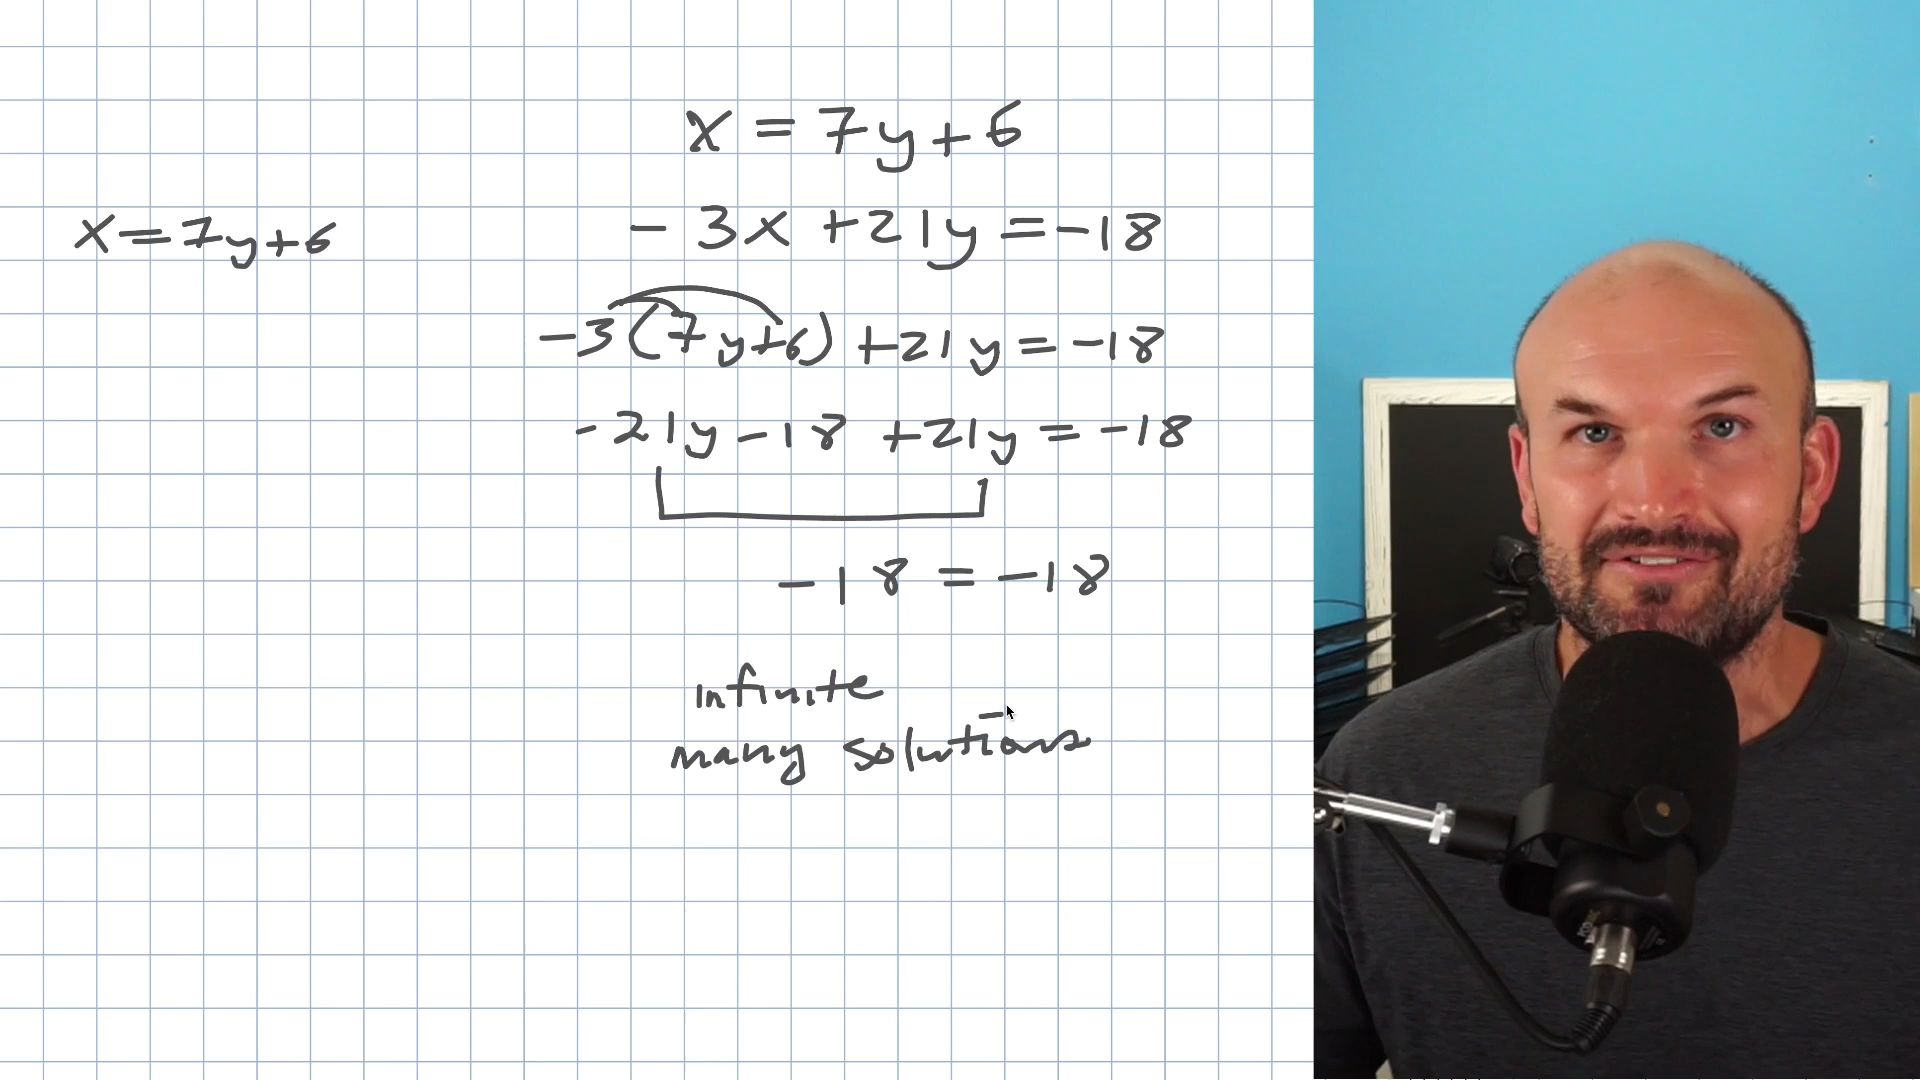 x = 7y + 6
- 3x + 21y = -18
x = 7y + 6
-3(7y+6) + 21y = -18
-21y - 18 + 21y = -18
-18 = -18
infinite
many solutions